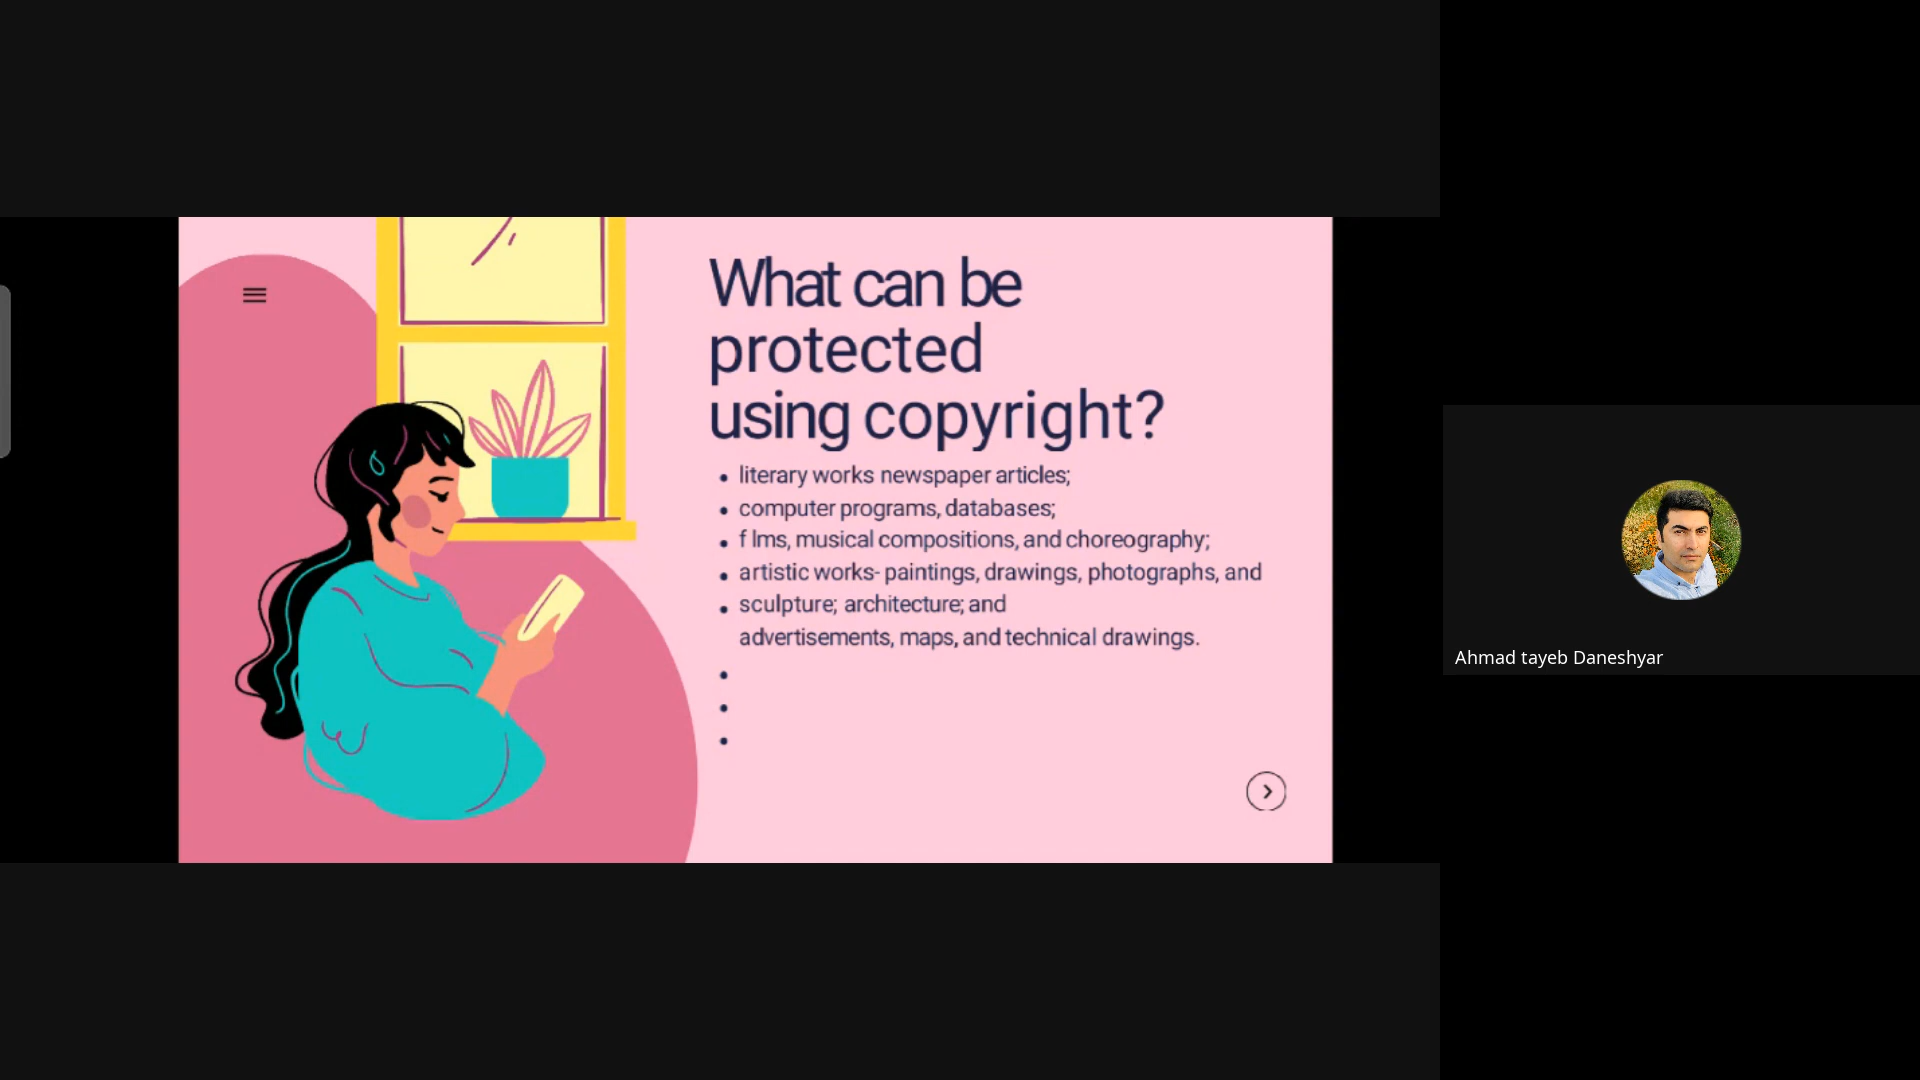 What can be
protected
using copyright?
• literary works newspaper articles;
• computer programs, databases;
• f lms, musical compositions, and choreography;
• artistic works- paintings, drawings, photographs, and
• sculpture; architecture; and
advertisements, maps, and technical drawings.
•
•
•
Ahmad tayeb Daneshyar